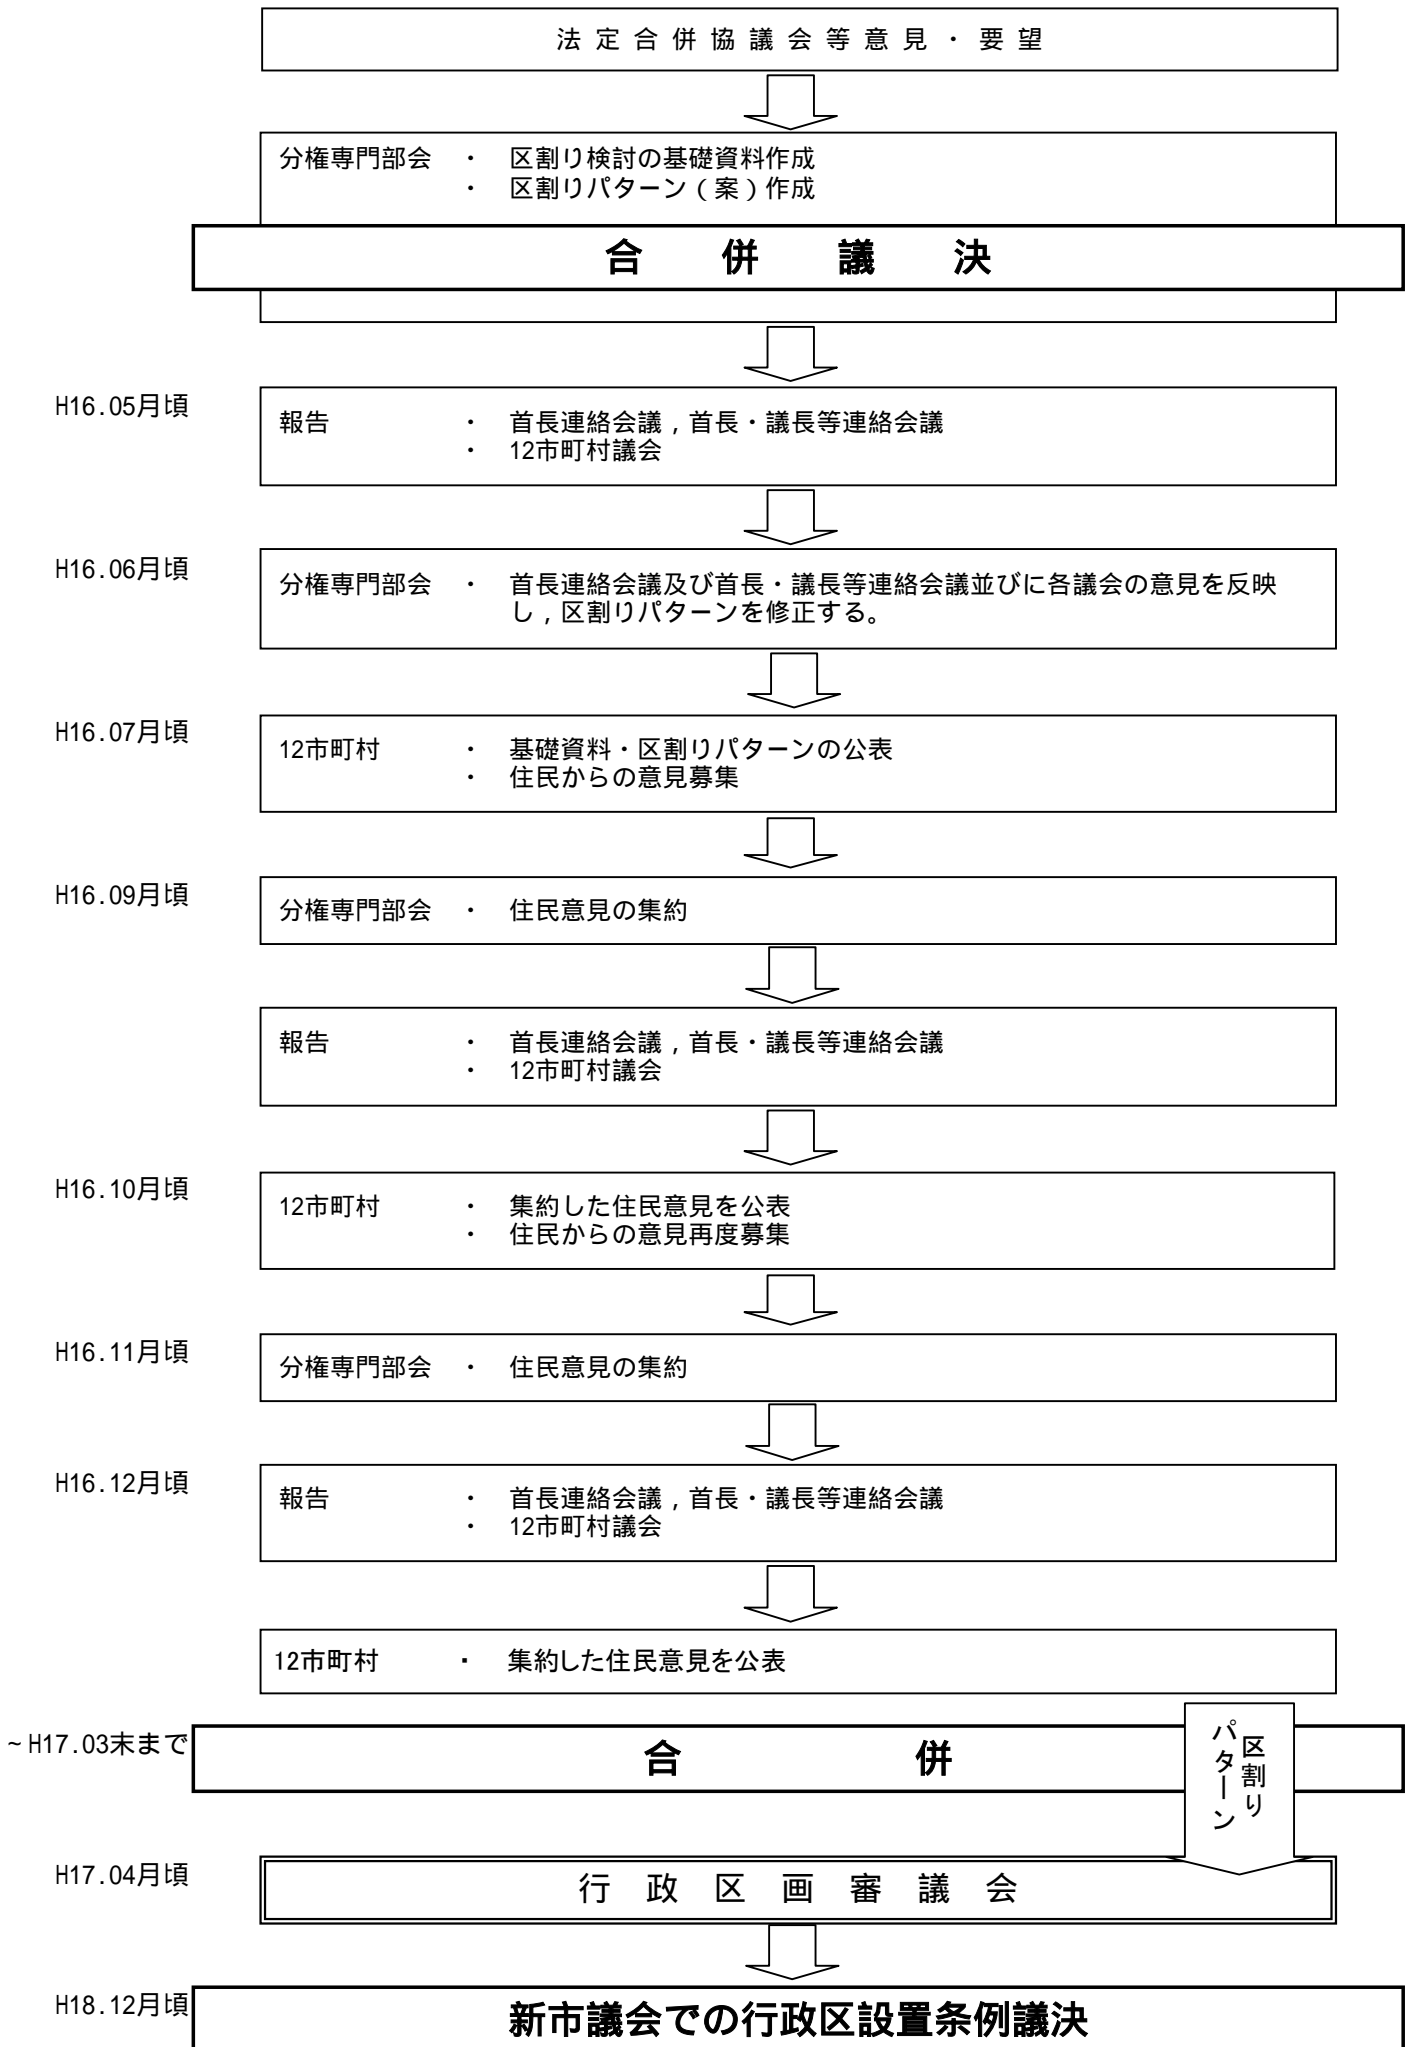 法定合併協議会等意見・要望
分権専門部会 ・ 区割り検討の基礎資料作成
・ 区割りパターン(案)作成
合併議決
H16.05月頃
報告 ・ 首長連絡会議,首長・議長等連絡会議
・ 12市町村議会
H16.06月頃
分権専門部会 ・ 首長連絡会議及び首長・議長等連絡会議並びに各議会の意見を反映
し,区割りパターンを修正する。
H16.07月頃
12市町村 ・ 基礎資料・区割りパターンの公表
・ 住民からの意見募集
H16.09月頃
分権専門部会 ・ 住民意見の集約
報告 ・ 首長連絡会議,首長・議長等連絡会議
・ 12市町村議会
H16.10月頃
12市町村 ・ 集約した住民意見を公表
・ 住民からの意見再度募集
H16.11月頃
分権専門部会 ・ 住民意見の集約
H16.12月頃
報告 ・ 首長連絡会議,首長・議長等連絡会議
・ 12市町村議会
12市町村 ・ 集約した住民意見を公表
~H17.03末まで
合併
区割り
パターン
H17.04月頃
行政区画審議会
H18.12月頃
新市議会での行政区設置条例議決